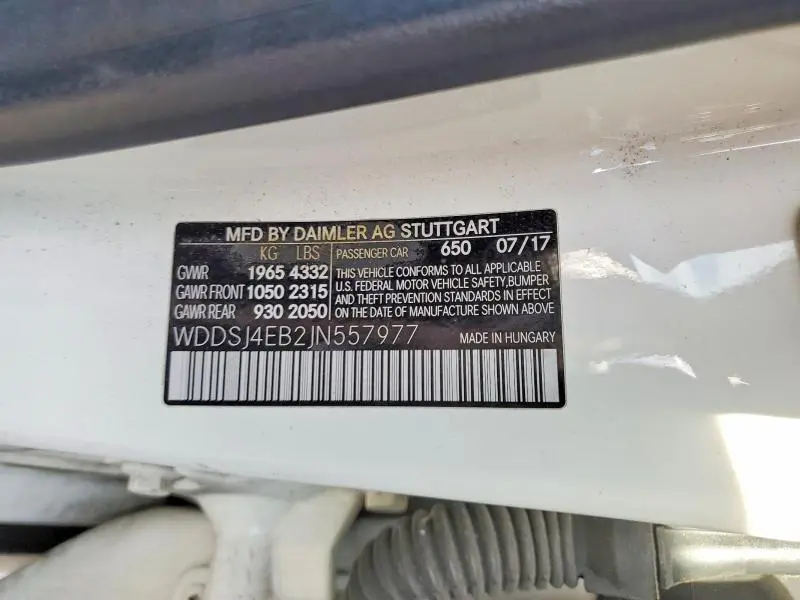 MFD BY DAIMLER AG STUTTGART
KG LBS PASSENGER CAR 650 07/17
GVWR 1965 4332
GAWR FRONT 1050 2315
GAWR REAR 930 2050
THIS VEHICLE CONFORMS TO ALL APPLICABLE
U.S. FEDERAL MOTOR VEHICLE SAFETY,BUMPER
AND THEFT PREVENTION STANDARDS IN EFFECT
ON THE DATE OF MANUFACTURE SHOWN ABOVE
WDDSJ4EB2JN557977 MADE IN HUNGARY